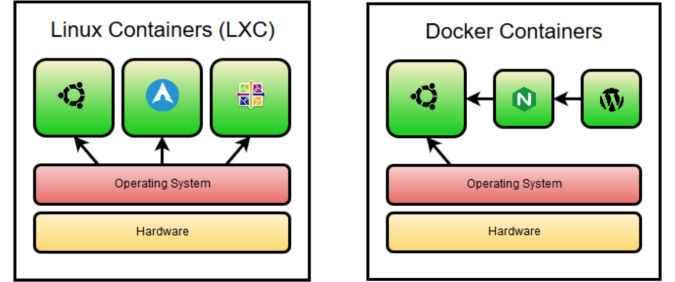 Linux Containers (LXC)
Operating System
Hardware
Docker Containers
N
W
Operating System
Hardware